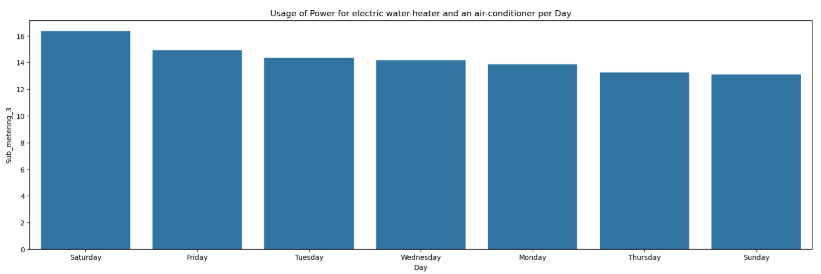 Usage of Power for electric water-heater and an air-conditioner per Day
Sub_metering_3
16
14
12
10
8
6
4
2
0
Saturday Friday Tuesday Wednesday Monday Thursday Sunday
Day